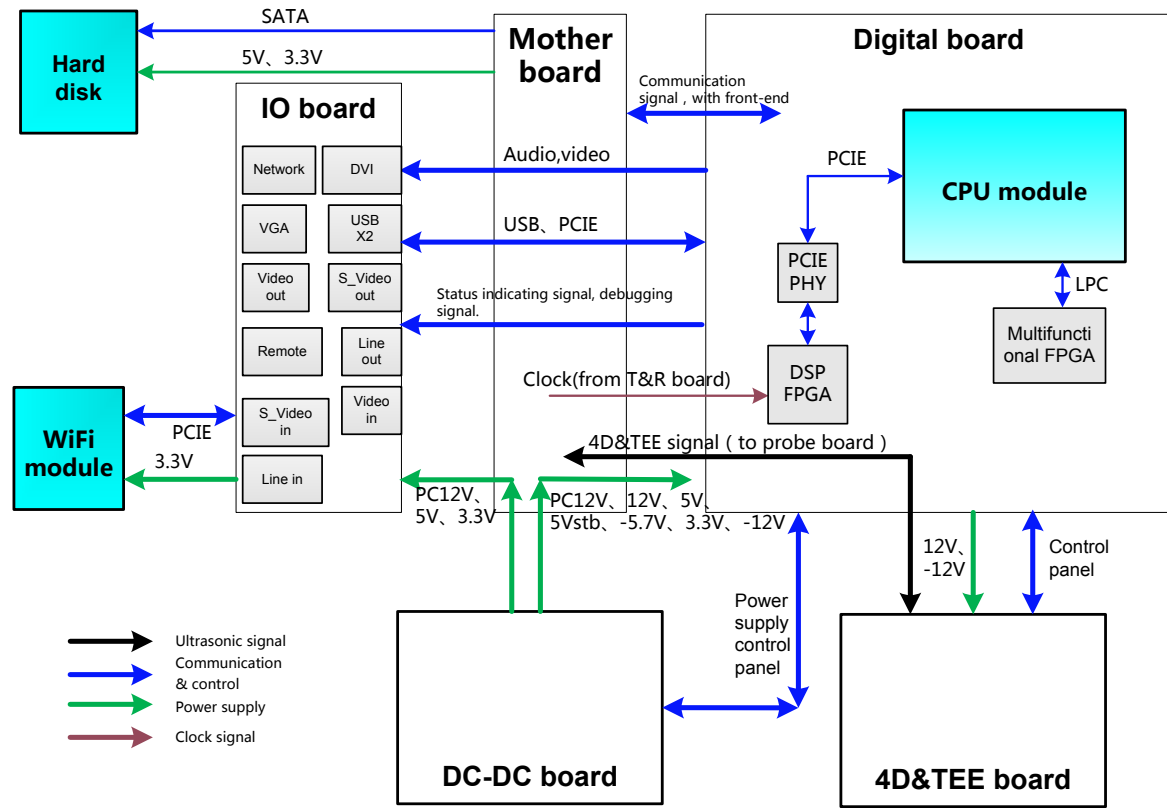 SATA
5V、3.3V
Hard
disk
Mother
board
Digital board
Communication
signal , with front-end
IO board
Network
DVI
Audio,video
PCIE
CPU module
VGA
USB
X2
USB、PCIE
PCIE
PHY
Video
out
S_Video
out
Status indicating signal, debugging
signal.
LPC
Multifuncti
onal FPGA
Remote
Line
out
DSP
FPGA
Clock(from T&R board)
Video
in
S_Video
in
WiFi
module
PCIE
3.3V
4D&TEE signal ( to probe board )
Line in
PC12V、
5V、3.3V
PC12V、12V、5V、
5Vstb、-5.7V、3.3V、-12V
12V、
-12V
Control
panel
Power
supply
control
panel
Ultrasonic signal
Communication
& control
Power supply
Clock signal
DC-DC board
4D&TEE board